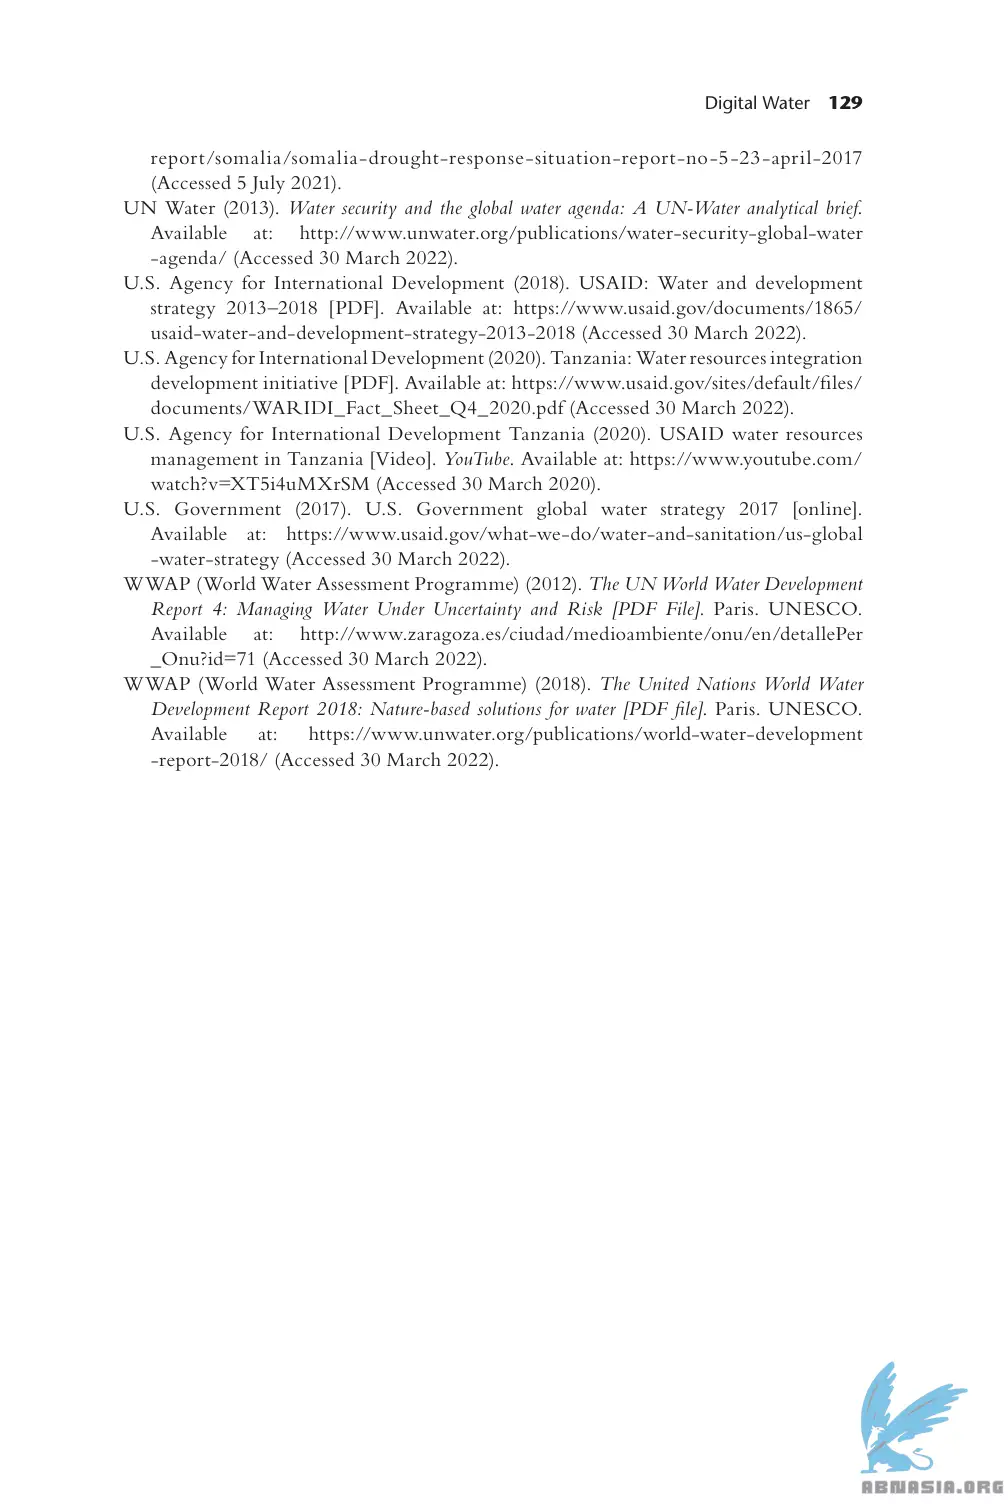 Digital Water 129
report/somalia/somalia-drought-response-situation-report-no-5-23-april-2017
(Accessed 5 July 2021).
UN Water (2013). Water security and the global water agenda: A UN-Water analytical brief.
Available at: http://www.unwater.org/publications/water-security-global-water
-agenda/ (Accessed 30 March 2022).
U.S. Agency for International Development (2018). USAID: Water and development
strategy 2013–2018 [PDF]. Available at: https://www.usaid.gov/documents/1865/
usaid-water-and-development-strategy-2013-2018 (Accessed 30 March 2022).
U.S. Agency for International Development (2020). Tanzania: Water resources integration
development initiative [PDF]. Available at: https://www.usaid.gov/sites/default/files/
documents/WARIDI_Fact_Sheet_Q4_2020.pdf (Accessed 30 March 2022).
U.S. Agency for International Development Tanzania (2020). USAID water resources
management in Tanzania [Video]. YouTube. Available at: https://www.youtube.com/
watch?v=XT5i4uMXrSM (Accessed 30 March 2020).
U.S. Government (2017). U.S. Government global water strategy 2017 [online].
Available at: https://www.usaid.gov/what-we-do/water-and-sanitation/us-global
-water-strategy (Accessed 30 March 2022).
WWAP (World Water Assessment Programme) (2012). The UN World Water Development
Report 4: Managing Water Under Uncertainty and Risk [PDF File]. Paris. UNESCO.
Available at: http://www.zaragoza.es/ciudad/medioambiente/onu/en/detallePer
_Onu?id=71 (Accessed 30 March 2022).
WWAP (World Water Assessment Programme) (2018). The United Nations World Water
Development Report 2018: Nature-based solutions for water [PDF file]. Paris. UNESCO.
Available at: https://www.unwater.org/publications/world-water-development
-report-2018/ (Accessed 30 March 2022).
ABNASIA.ORG